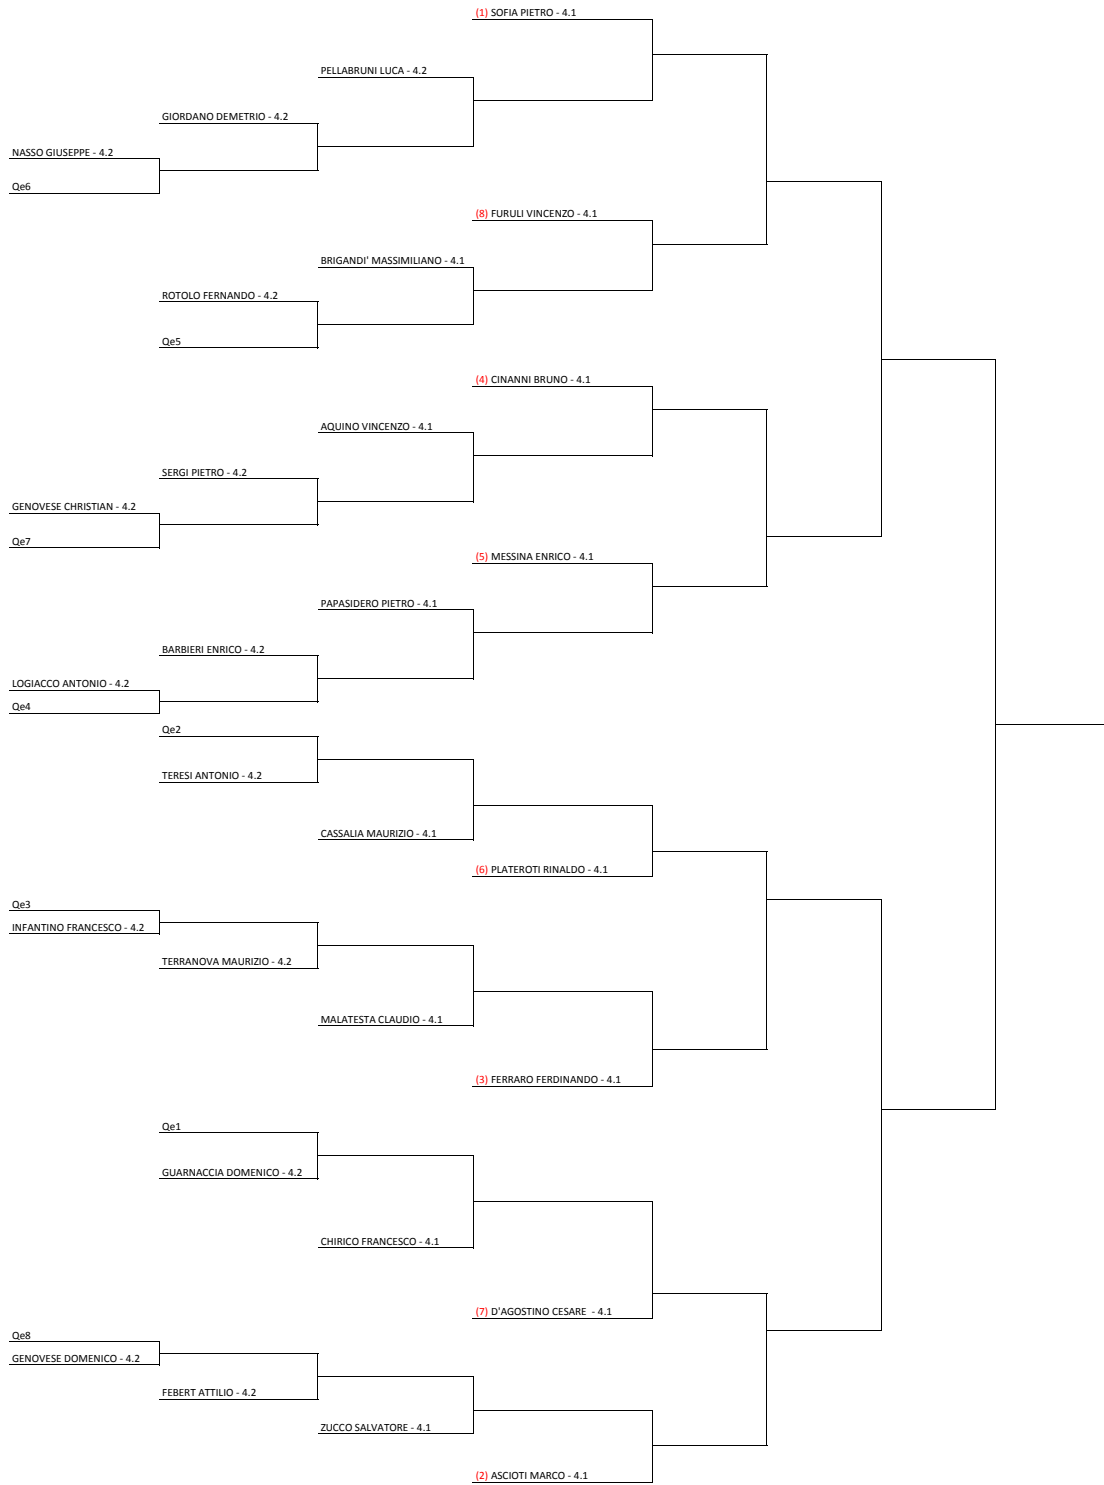 (1) SOFIA PIETRO - 4.1
PELLABRUNI LUCA - 4.2
GIORDANO DEMETRIO - 4.2
NASSO GIUSEPPE - 4.2
Qe6
(8) FURULI VINCENZO - 4.1
BRIGANDI' MASSIMILIANO - 4.1
ROTOLO FERNANDO - 4.2
Qe5
(4) CINANNI BRUNO - 4.1
AQUINO VINCENZO - 4.1
SERGI PIETRO - 4.2
GENOVESE CHRISTIAN - 4.2
Qe7
(5) MESSINA ENRICO - 4.1
PAPASIDERO PIETRO - 4.1
BARBIERI ENRICO - 4.2
LOGIACCO ANTONIO - 4.2
Qe4
Qe2
TERESI ANTONIO - 4.2
CASSALIA MAURIZIO - 4.1
(6) PLATEROTI RINALDO - 4.1
Qe3
INFANTINO FRANCESCO - 4.2
TERRANOVA MAURIZIO - 4.2
MALATESTA CLAUDIO - 4.1
(3) FERRARO FERDINANDO - 4.1
Qe1
GUARNACCIA DOMENICO - 4.2
CHIRICO FRANCESCO - 4.1
(7) D'AGOSTINO CESARE  - 4.1
Qe8
GENOVESE DOMENICO - 4.2
FEBERT ATTILIO - 4.2
ZUCCO SALVATORE - 4.1
(2) ASCIOTI MARCO - 4.1